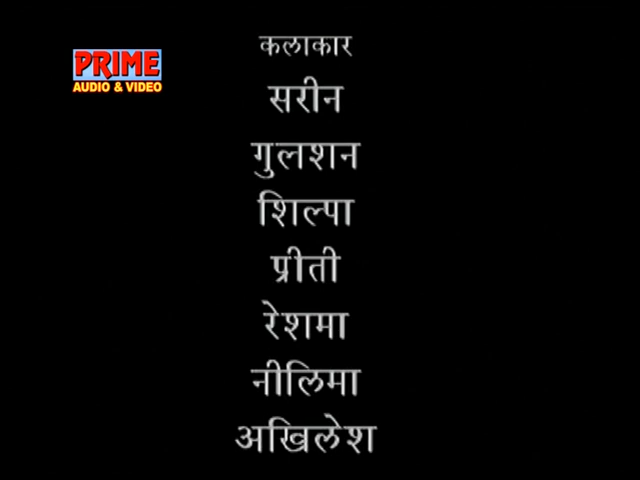 PRIME
AUDIO & VIDEO
कलाकार
सरीन
गुलशन
शिल्पा
प्रीती
रेशमा
नीलिमा
अखिलेश